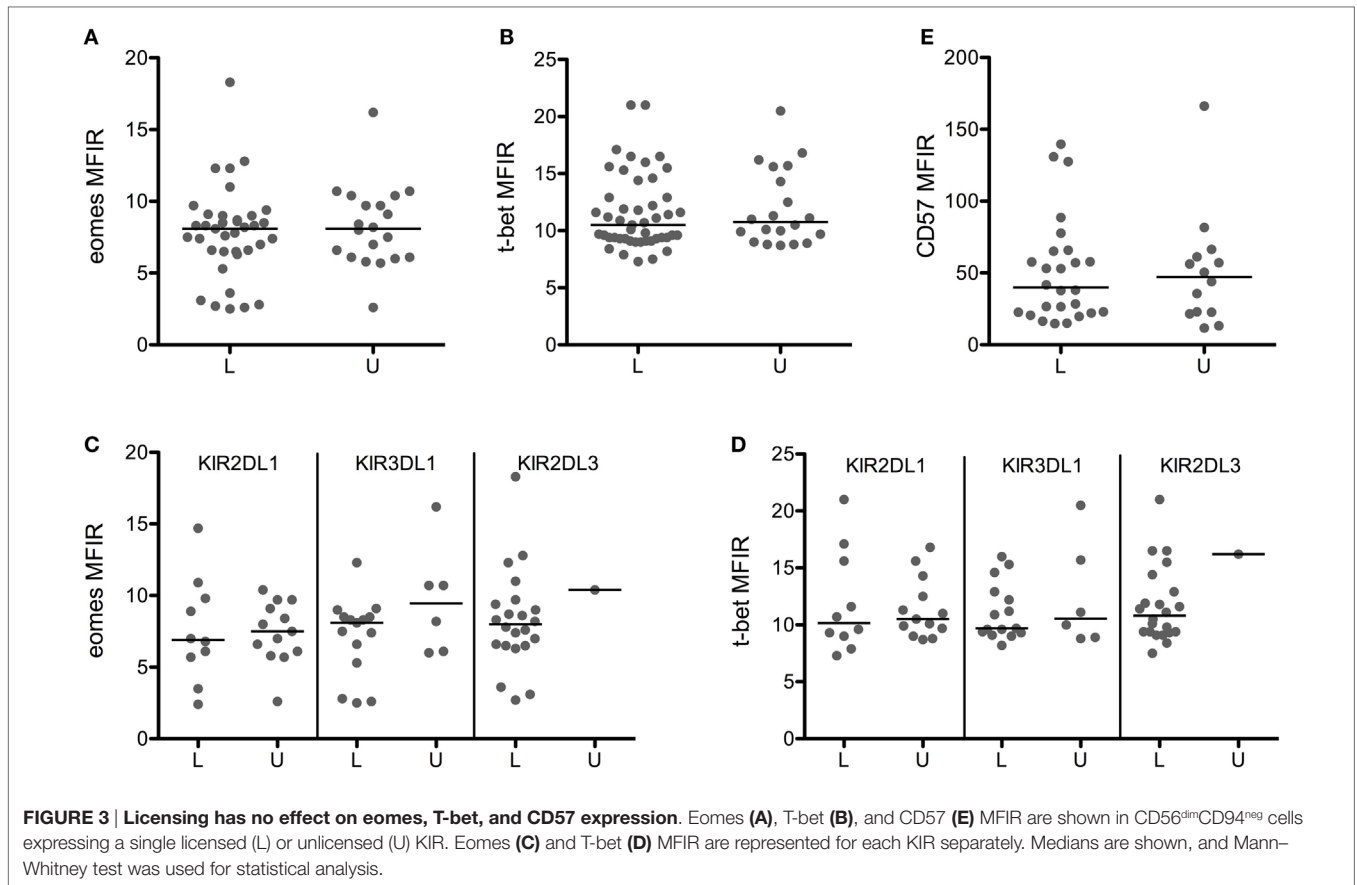 A
eomes MFIR
20
15
10
5
0
L U
B
t-bet MFIR
25
20
15
10
5
0
L U
E
CD57 MFIR
200
150
100
50
0
L U
C
eomes MFIR
20
15
10
5
0
KIR2DL1 KIR3DL1 KIR2DL3
L U L U L U
D
t-bet MFIR
25
20
15
10
5
0
KIR2DL1 KIR3DL1 KIR2DL3
L U L U L U
FIGURE 3 | Licensing has no effect on eomes, T-bet, and CD57 expression. Eomes (A), T-bet (B), and CD57 (E) MFIR are shown in CD56dimCD94neg cells
expressing a single licensed (L) or unlicensed (U) KIR. Eomes (C) and T-bet (D) MFIR are represented for each KIR separately. Medians are shown, and Mann–
Whitney test was used for statistical analysis.